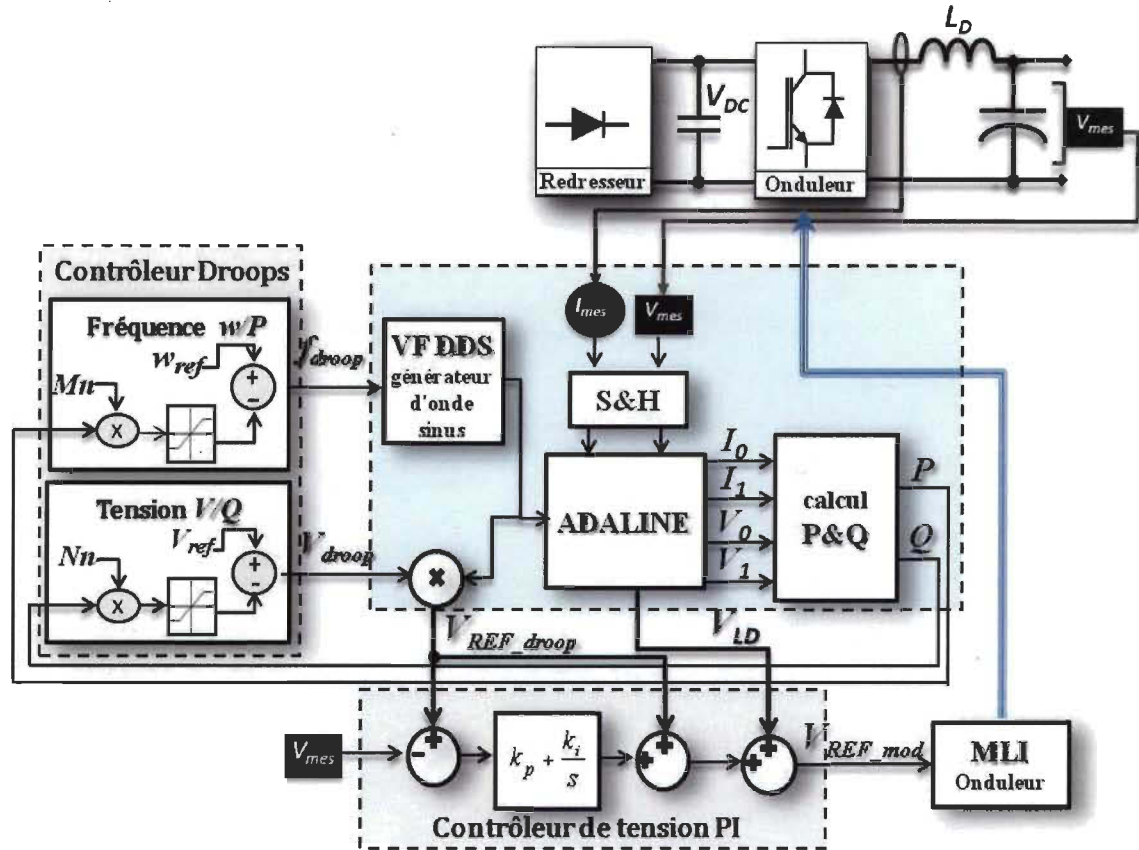 L_D
V_DC
V_mes
Redresseur
Onduleur
Contrôleur Droops
Fréquence w/P
w_ref
Mn
x
+
-
f_droop
Tension V/Q
V_ref
Nn
x
+
-
V_droop
VF DDS
générateur
d'onde
sinus
I_mes
V_mes
S&H
ADALINE
I_0
I_1
V_0
V_1
calcul
P&Q
P
Q
×
V_REF_droop
V_LD
V_mes
-
+
k_p + k_i/s
+
+
+
+
V_REF_mod
MLI
Onduleur
Contrôleur de tension PI